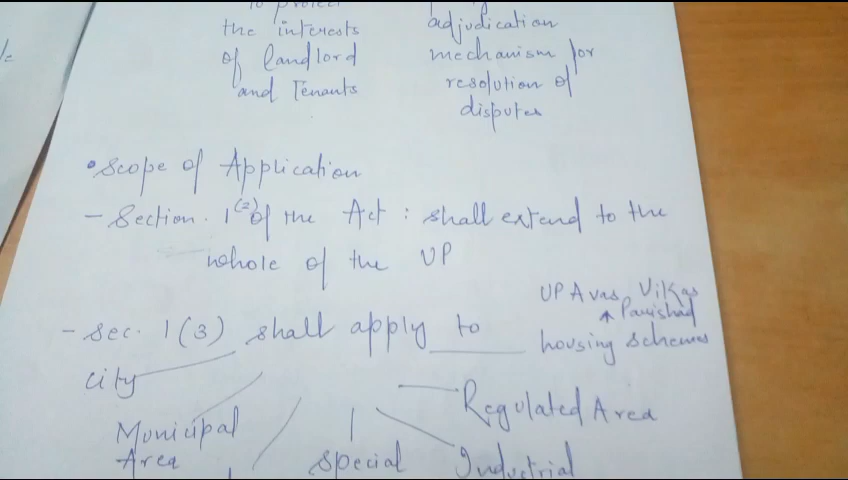 the interests
of landlord
and Tenants
adjudication
mechanism for
resolution of
disputes
• Scope of Application
- Section. 1(2) of the Act : shall extend to the
whole of the UP
- sec. 1(3) shall apply to
UP Avas Vikas
Parishad
housing schemes
city
Regulated Area
Municipal
Area
special
Industrial